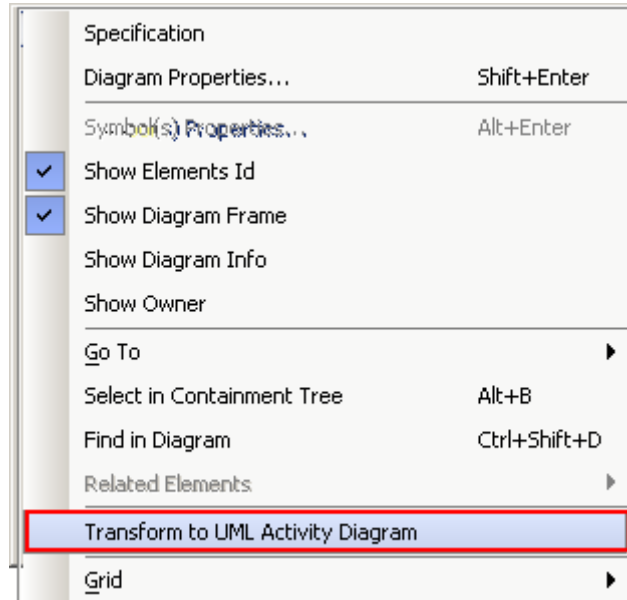 Specification
Diagram Properties... Shift+Enter
Symbol(s) Properties... Alt+Enter
Show Elements Id
Show Diagram Frame
Show Diagram Info
Show Owner
Go To
Select in Containment Tree Alt+B
Find in Diagram Ctrl+Shift+D
Related Elements
Transform to UML Activity Diagram
Grid